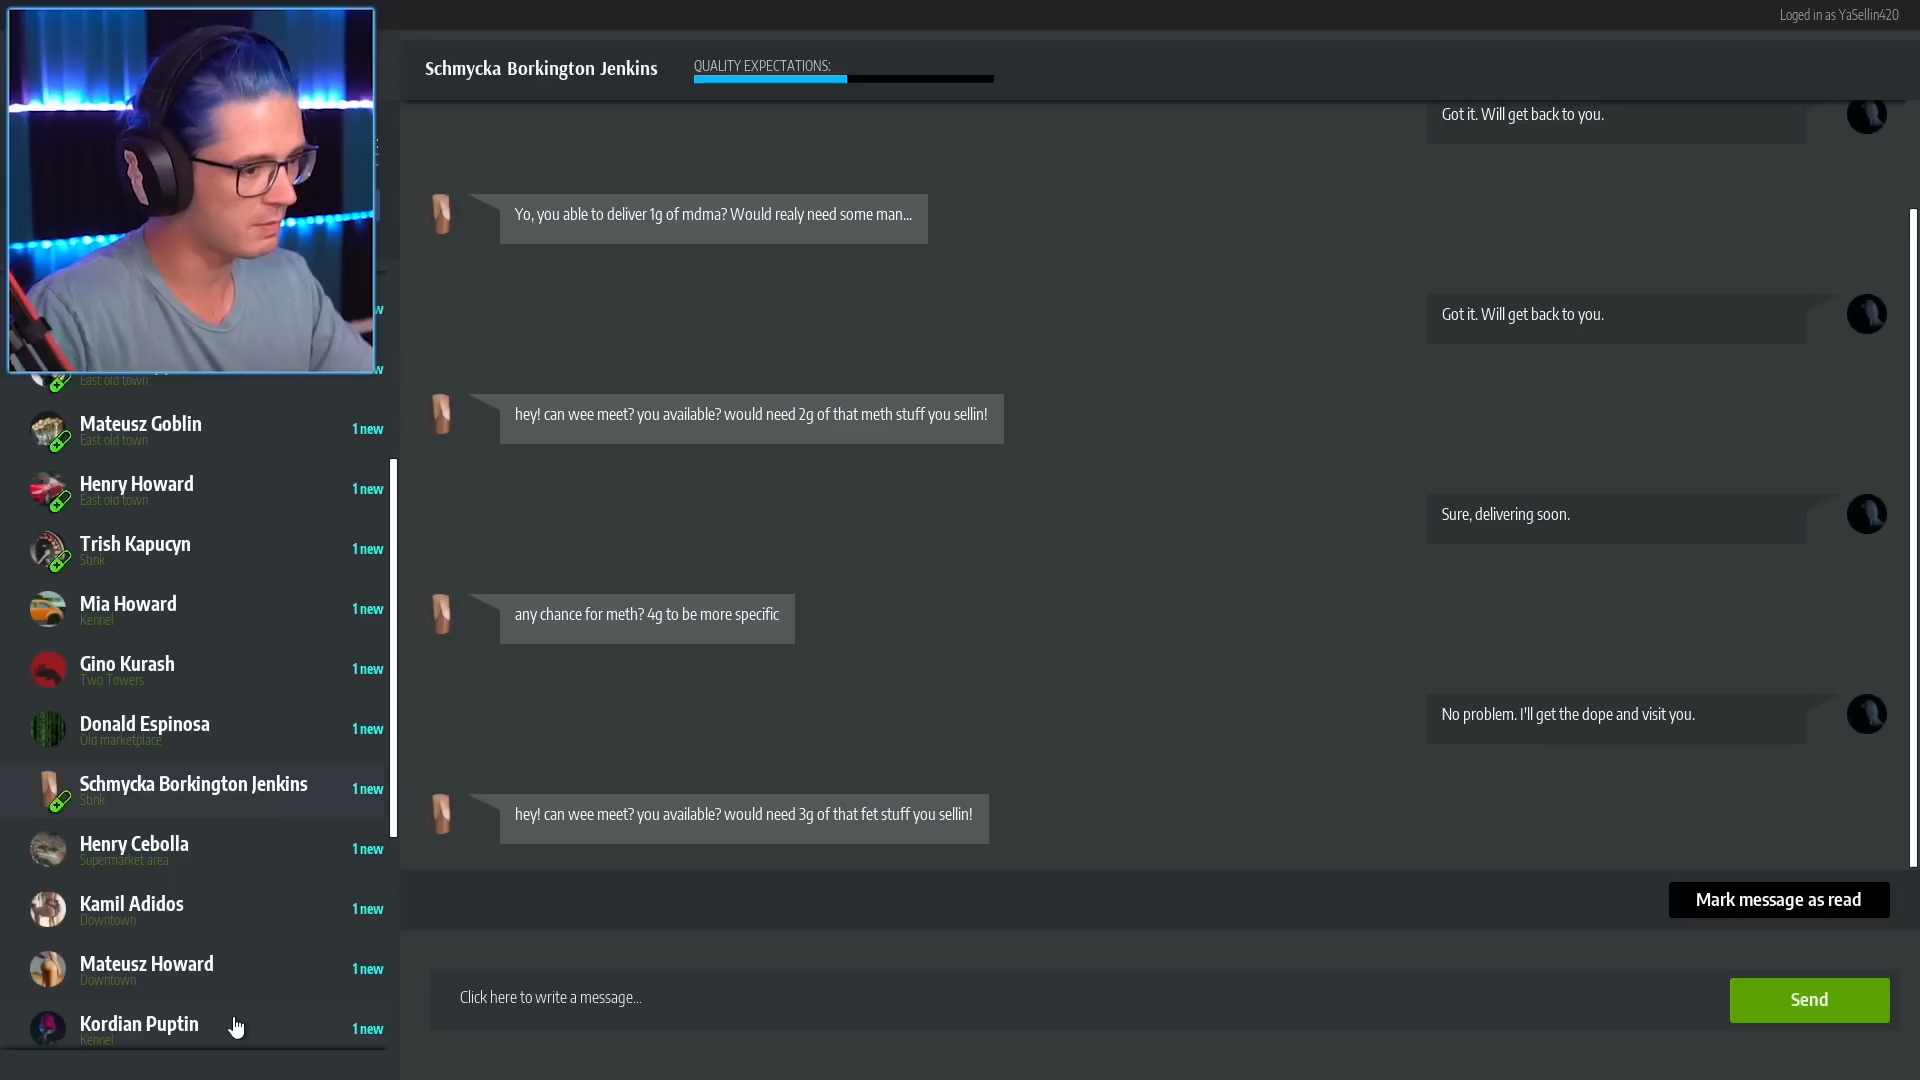 Loged in as YaSellin420
Schmycka Borkington Jenkins
QUALITY EXPECTATIONS:
Got it. Will get back to you.
Yo, you able to deliver 1g of mdma? Would realy need some man...
Got it. Will get back to you.
hey! can wee meet? you available? would need 2g of that meth stuff you sellin!
Sure, delivering soon.
any chance for meth? 4g to be more specific
No problem. I'll get the dope and visit you.
hey! can wee meet? you available? would need 3g of that fet stuff you sellin!
Mark message as read
Click here to write a message...
Send
East old town
Mateusz Goblin
East old town
1 new
Henry Howard
East old town
1 new
Trish Kapucyn
Stink
1 new
Mia Howard
Kennel
1 new
Gino Kurash
Two Towers
1 new
Donald Espinosa
Old marketplace
1 new
Schmycka Borkington Jenkins
Stink
1 new
Henry Cebolla
Supermarket area
1 new
Kamil Adidos
Downtown
1 new
Mateusz Howard
Downtown
1 new
Kordian Puptin
Kennel
1 new